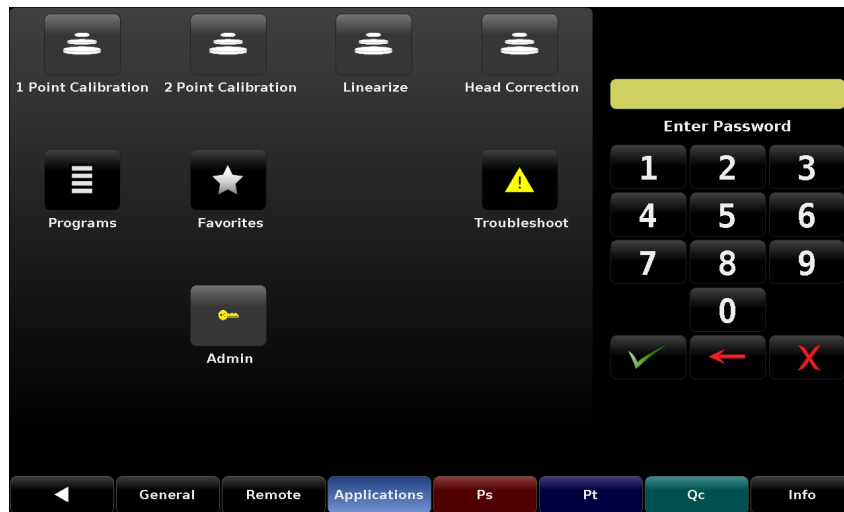 1 Point Calibration 2 Point Calibration Linearize Head Correction
Programs Favorites Troubleshoot
Admin
Enter Password
1 2 3
4 5 6
7 8 9
0
X
General Remote Applications Ps Pt Qc Info